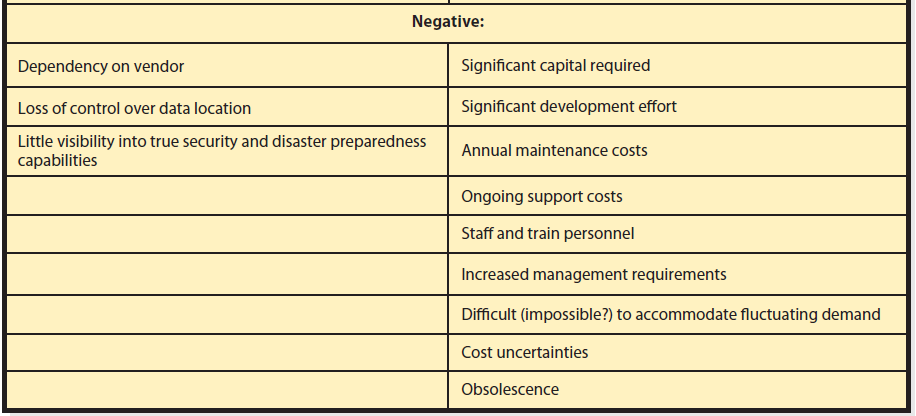 Negative:
Dependency on vendor
Significant capital required
Loss of control over data location
Significant development effort
Little visibility into true security and disaster preparedness
capabilities
Annual maintenance costs
Ongoing support costs
Staff and train personnel
Increased management requirements
Difficult (impossible?) to accommodate fluctuating demand
Cost uncertainties
Obsolescence